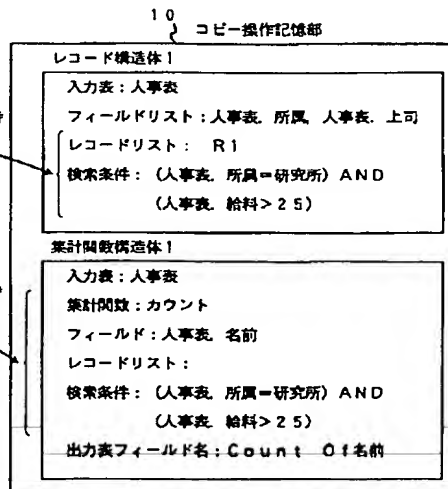 10
コピー操作記憶部
レコード構造体1
入力表：人事表
フィールドリスト：人事表．所属，人事表．上司
レコードリスト：　R1
検索条件：（人事表．所属＝研究所）AND
（人事表．給料＞25）
集計関数構造体1
入力表：人事表
集計関数：カウント
フィールド：人事表．名前
レコードリスト：
検索条件：（人事表．所属＝研究所）AND
（人事表．給料＞25）
出力表フィールド名：Count Of名前